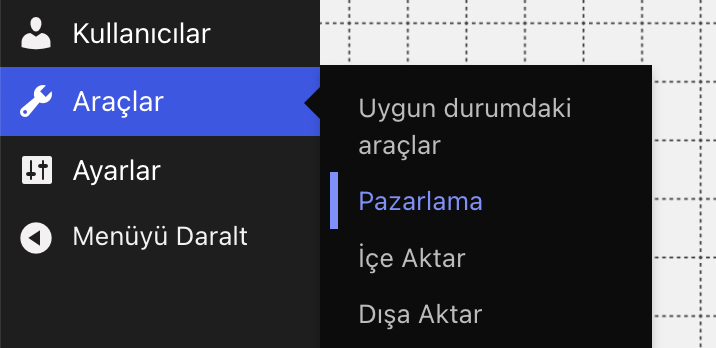 Kullanıcılar
Araçlar
Ayarlar
Menüyü Daralt
Uygun durumdaki
araçlar
Pazarlama
İçe Aktar
Dışa Aktar